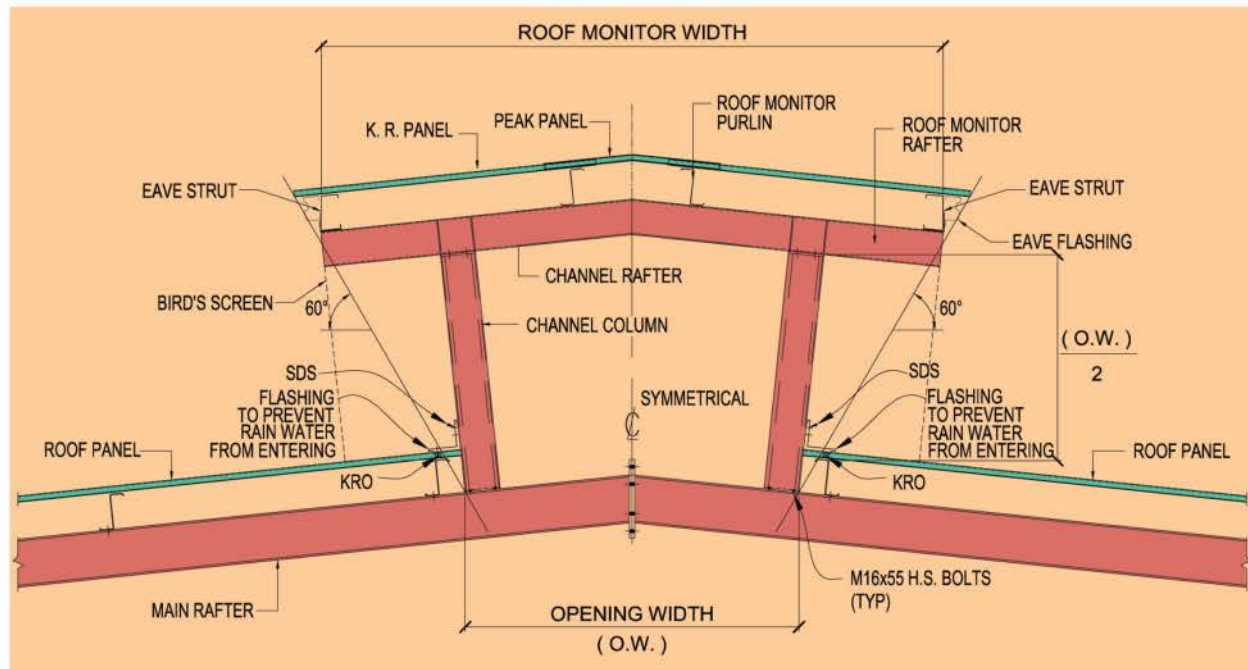 ROOF MONITOR WIDTH
K. R. PANEL
PEAK PANEL
ROOF MONITOR
PURLIN
ROOF MONITOR
RAFTER
EAVE STRUT
EAVE STRUT
EAVE FLASHING
CHANNEL RAFTER
BIRD'S SCREEN
60°
60°
CHANNEL COLUMN
( O.W. )
2
SDS
FLASHING
TO PREVENT
RAIN WATER
FROM ENTERING
SYMMETRICAL
SDS
FLASHING
TO PREVENT
RAIN WATER
FROM ENTERING
ROOF PANEL
ROOF PANEL
KRO
KRO
MAIN RAFTER
M16x55 H.S. BOLTS
(TYP)
OPENING WIDTH
( O.W. )